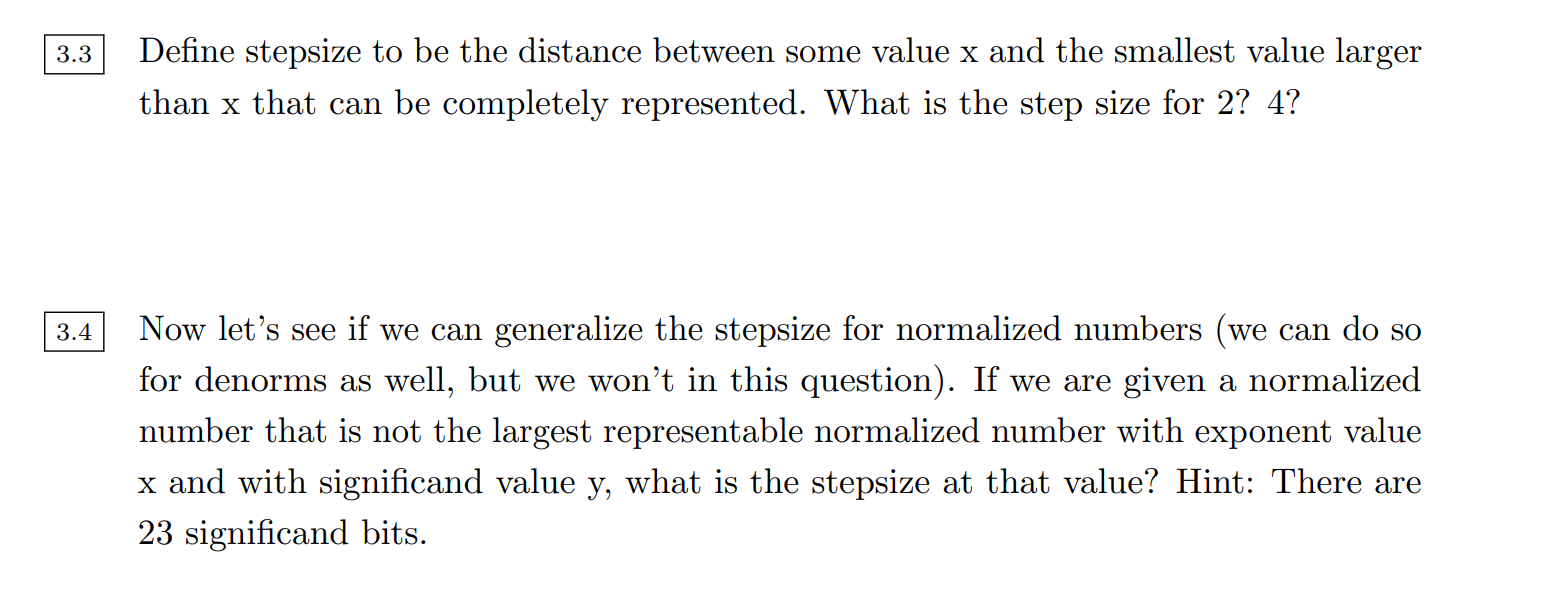 3.3 Define stepsize to be the distance between some value x and the smallest value larger
than x that can be completely represented. What is the step size for 2? 4?
3.4 Now let's see if we can generalize the stepsize for normalized numbers (we can do so
for denorms as well, but we won't in this question). If we are given a normalized
number that is not the largest representable normalized number with exponent value
x and with significand value y, what is the stepsize at that value? Hint: There are
23 significand bits.